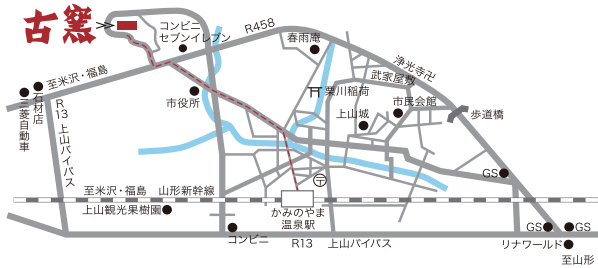 古窯
コンビニ
セブンイレブン
R458
春雨庵
浄光寺卍
武家屋敷
至米沢・福島
栗川稲荷
市民会館
市役所
上山城
歩道橋
石材店
三菱自動車
R13 上山バイパス
GS
至米沢・福島
山形新幹線
上山観光果樹園
かみのやま
温泉駅
コンビニ
R13
上山バイパス
GS
GS
リナワールド
至山形